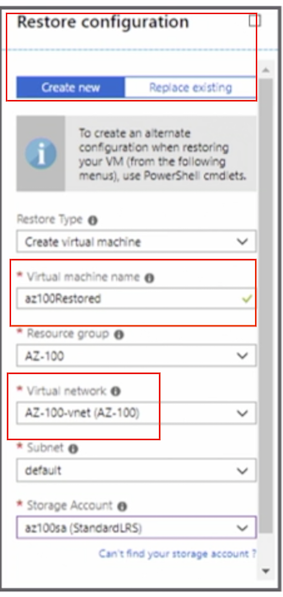 Restore configuration
Create new
Replace existing
To create an alternate
configuration when restoring
your VM (from the following
menus), use PowerShell cmdlets.
Restore Type
Create virtual machine
* Virtual machine name
az100Restored
* Resource group
AZ-100
* Virtual network
AZ-100-vnet (AZ-100)
* Subnet
default
* Storage Account
az100sa (StandardLRS)
Can't find your storage account ?